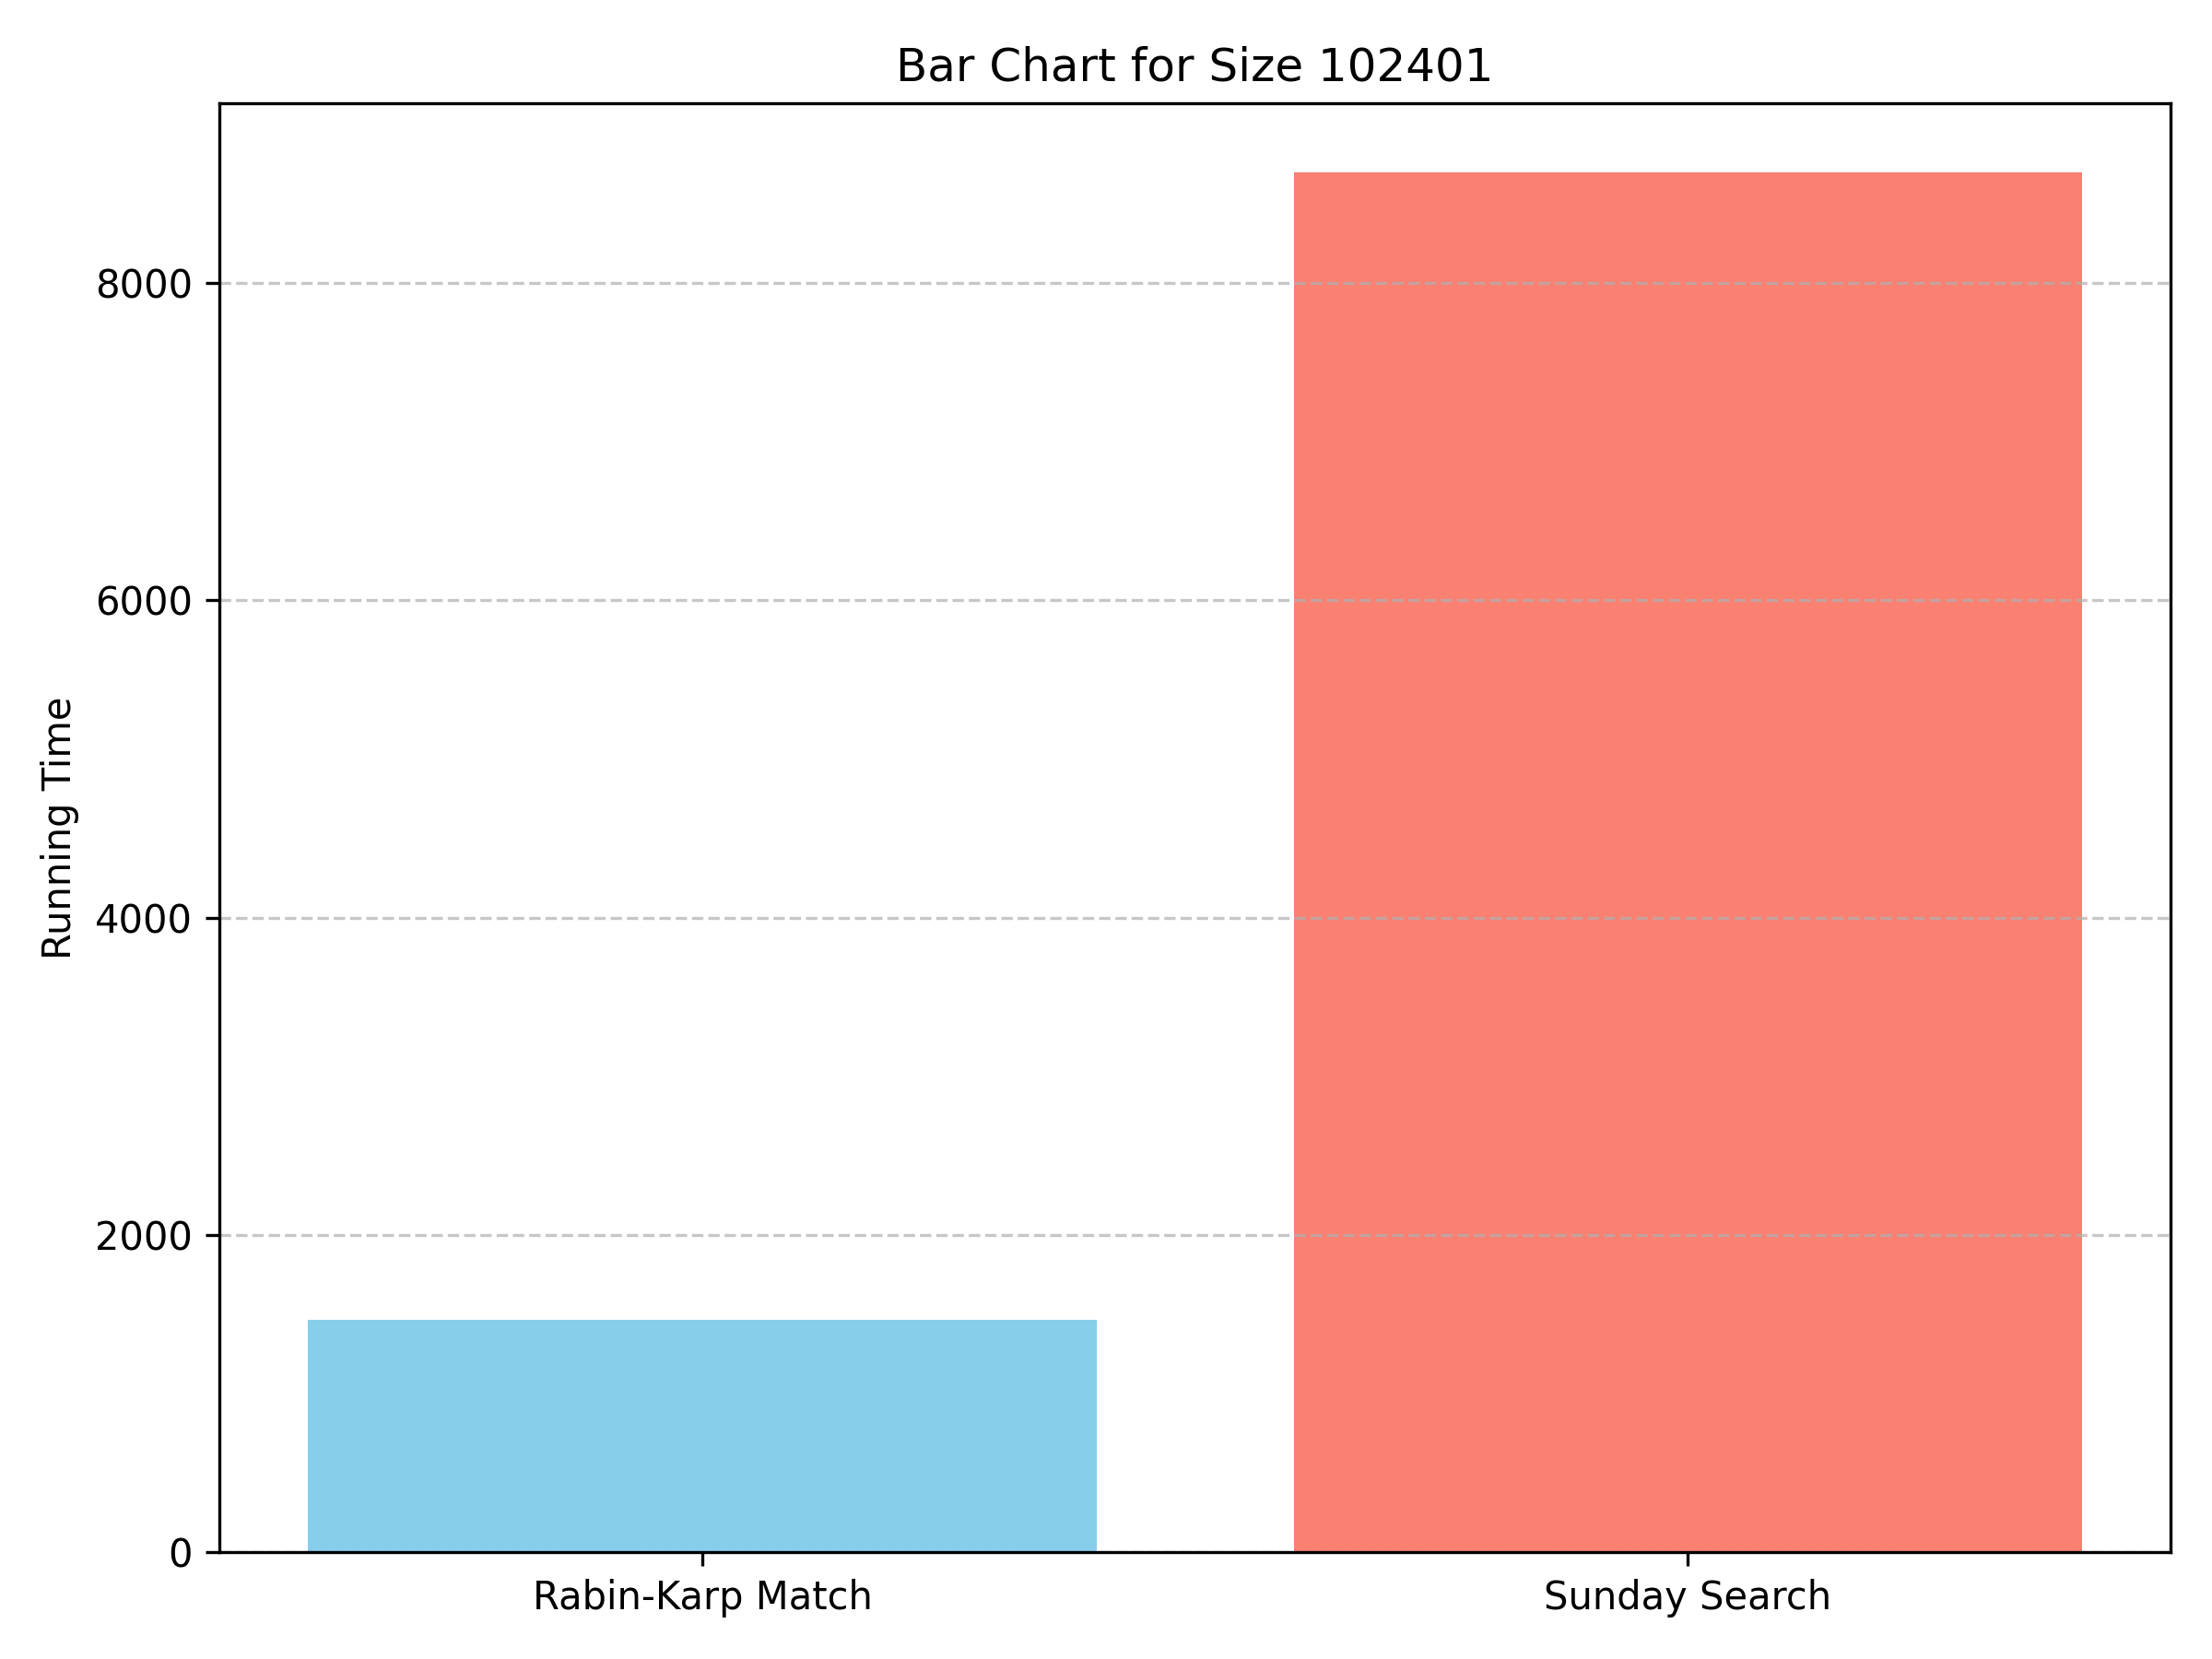 Bar Chart for Size 102401
Running Time
8000
6000
4000
2000
0
Rabin-Karp Match
Sunday Search